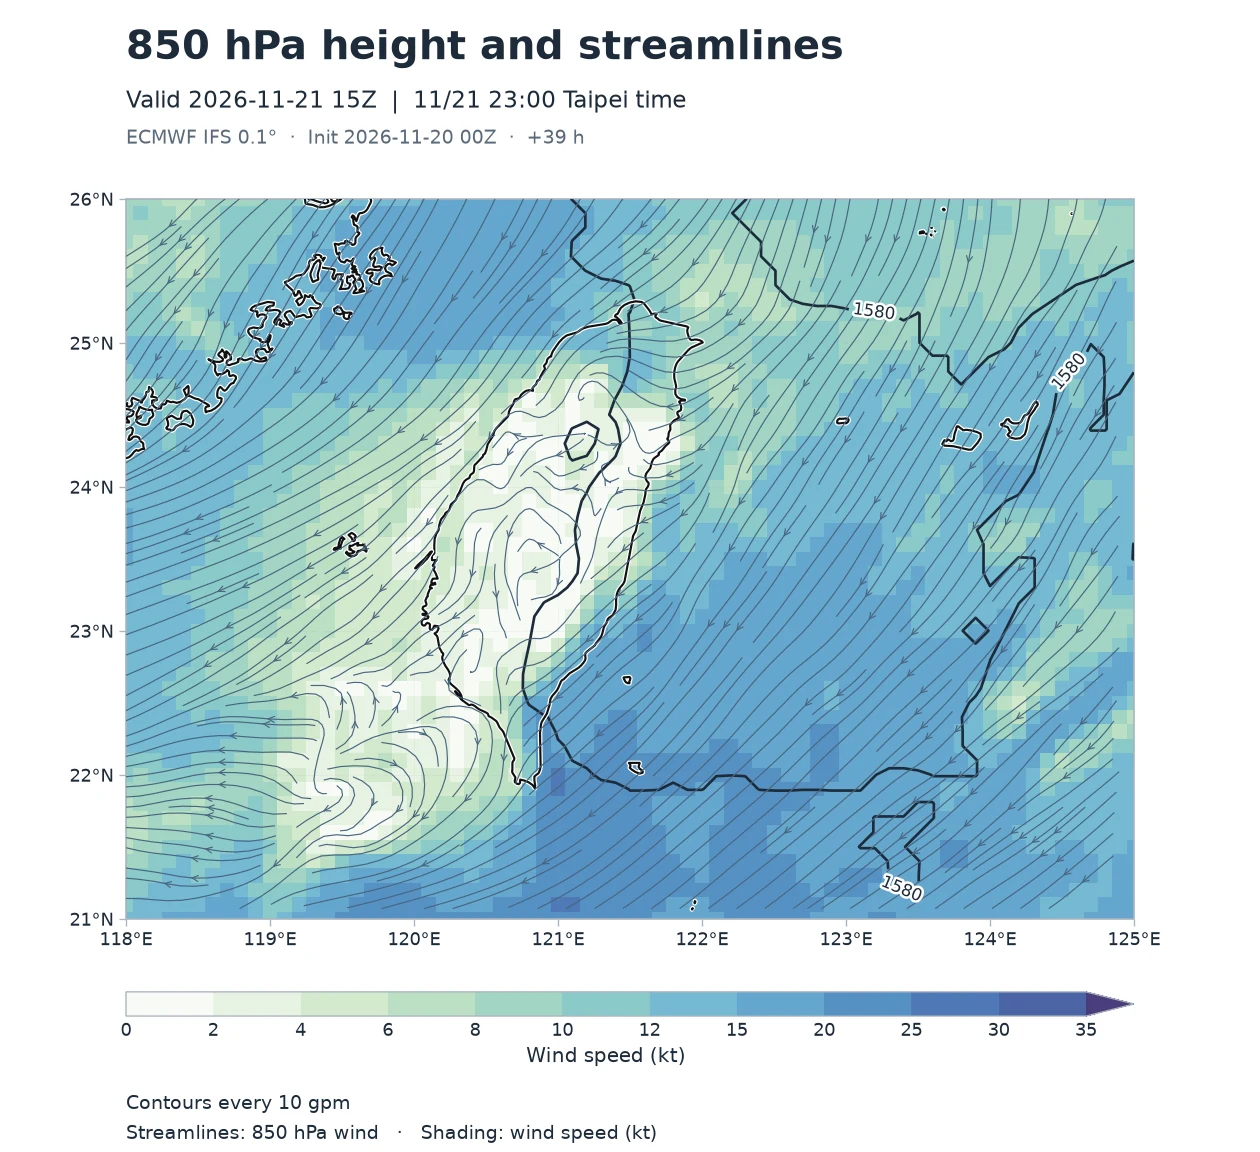 850 hPa height and streamlines
Valid 2026-11-21 15Z | 11/21 23:00 Taipei time
ECMWF IFS 0.1° · Init 2026-11-20 00Z · +39 h
26°N
25°N
24°N
23°N
22°N
21°N
1580
1580
1580
118°E 119°E 120°E 121°E 122°E 123°E 124°E 125°E
0 2 4 6 8 10 12 15 20 25 30 35
Wind speed (kt)
Contours every 10 gpm
Streamlines: 850 hPa wind · Shading: wind speed (kt)